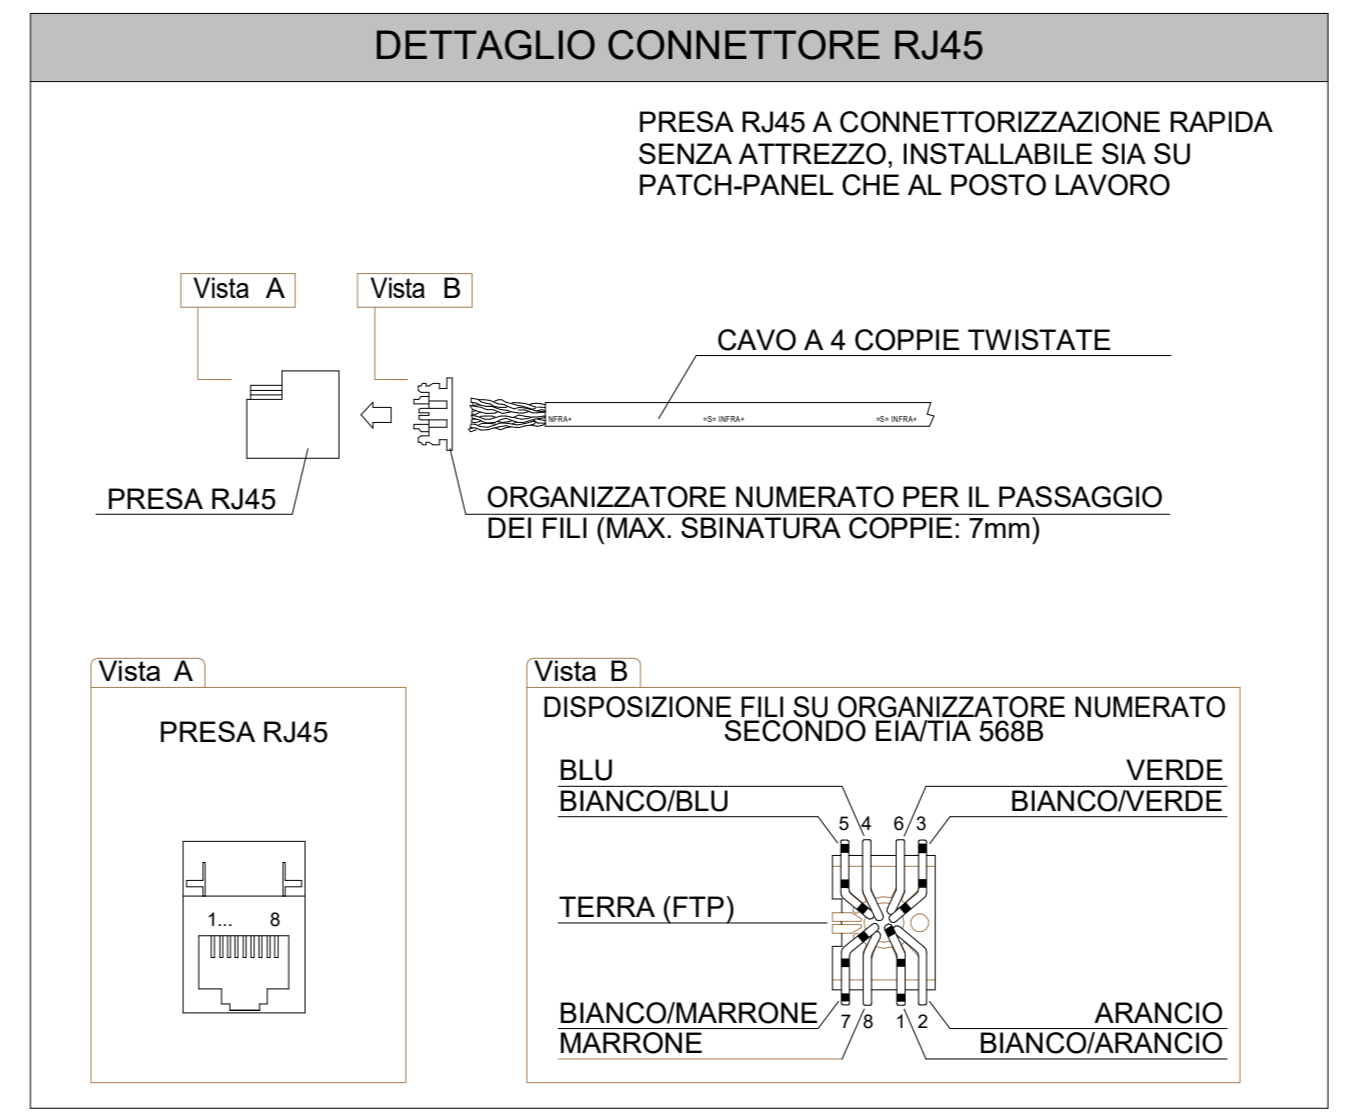 DETTAGLIO CONNETTORE RJ45
PRESA RJ45 A CONNETTORIZZAZIONE RAPIDA
SENZA ATTREZZO, INSTALLABILE SIA SU
PATCH-PANEL CHE AL POSTO LAVORO
Vista A
Vista B
CAVO A 4 COPPIE TWISTATE
NFRA+ =S= INFRA+ =S= INFRA+
PRESA RJ45
ORGANIZZATORE NUMERATO PER IL PASSAGGIO
DEI FILI (MAX. SBINATURA COPPIE: 7mm)
Vista A
PRESA RJ45
1... 8
Vista B
DISPOSIZIONE FILI SU ORGANIZZATORE NUMERATO
SECONDO EIA/TIA 568B
BLU
VERDE
BIANCO/BLU
BIANCO/VERDE
5 4 6 3
TERRA (FTP)
BIANCO/MARRONE
ARANCIO
7 8 1 2
MARRONE
BIANCO/ARANCIO